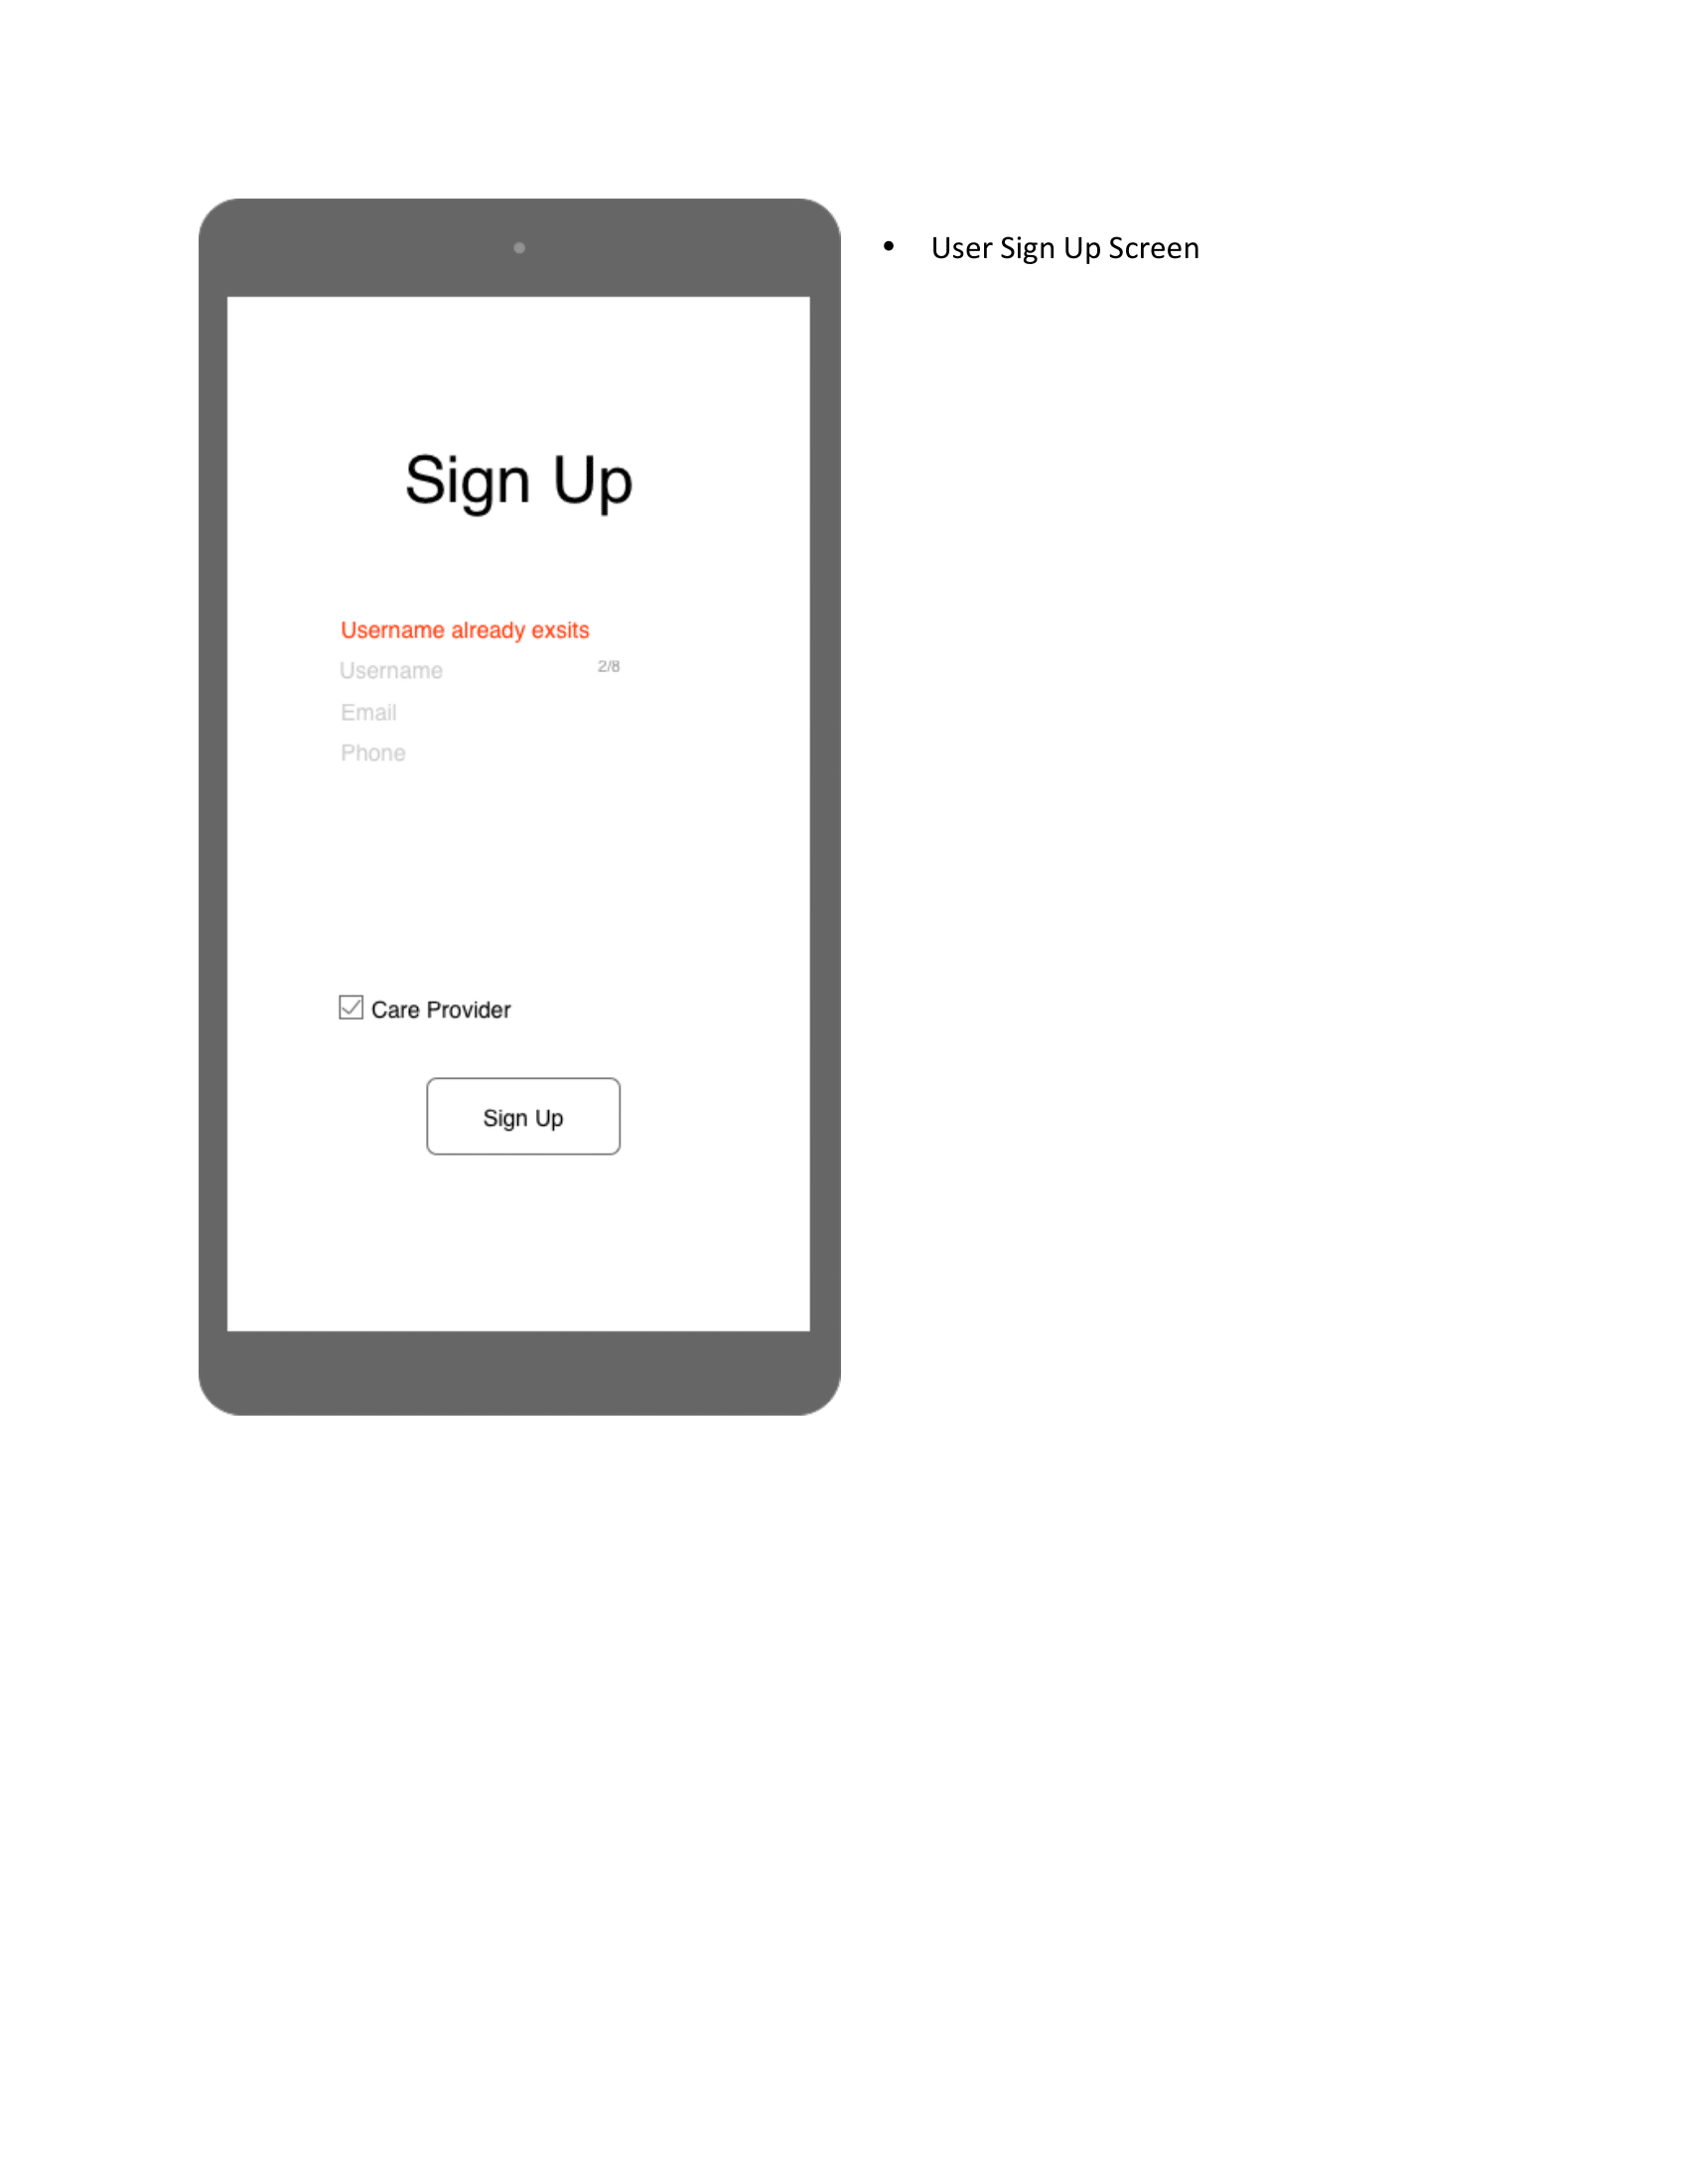 • User Sign Up Screen
Sign Up
Username already exsits
Username 2/8
Email
Phone
Care Provider
Sign Up